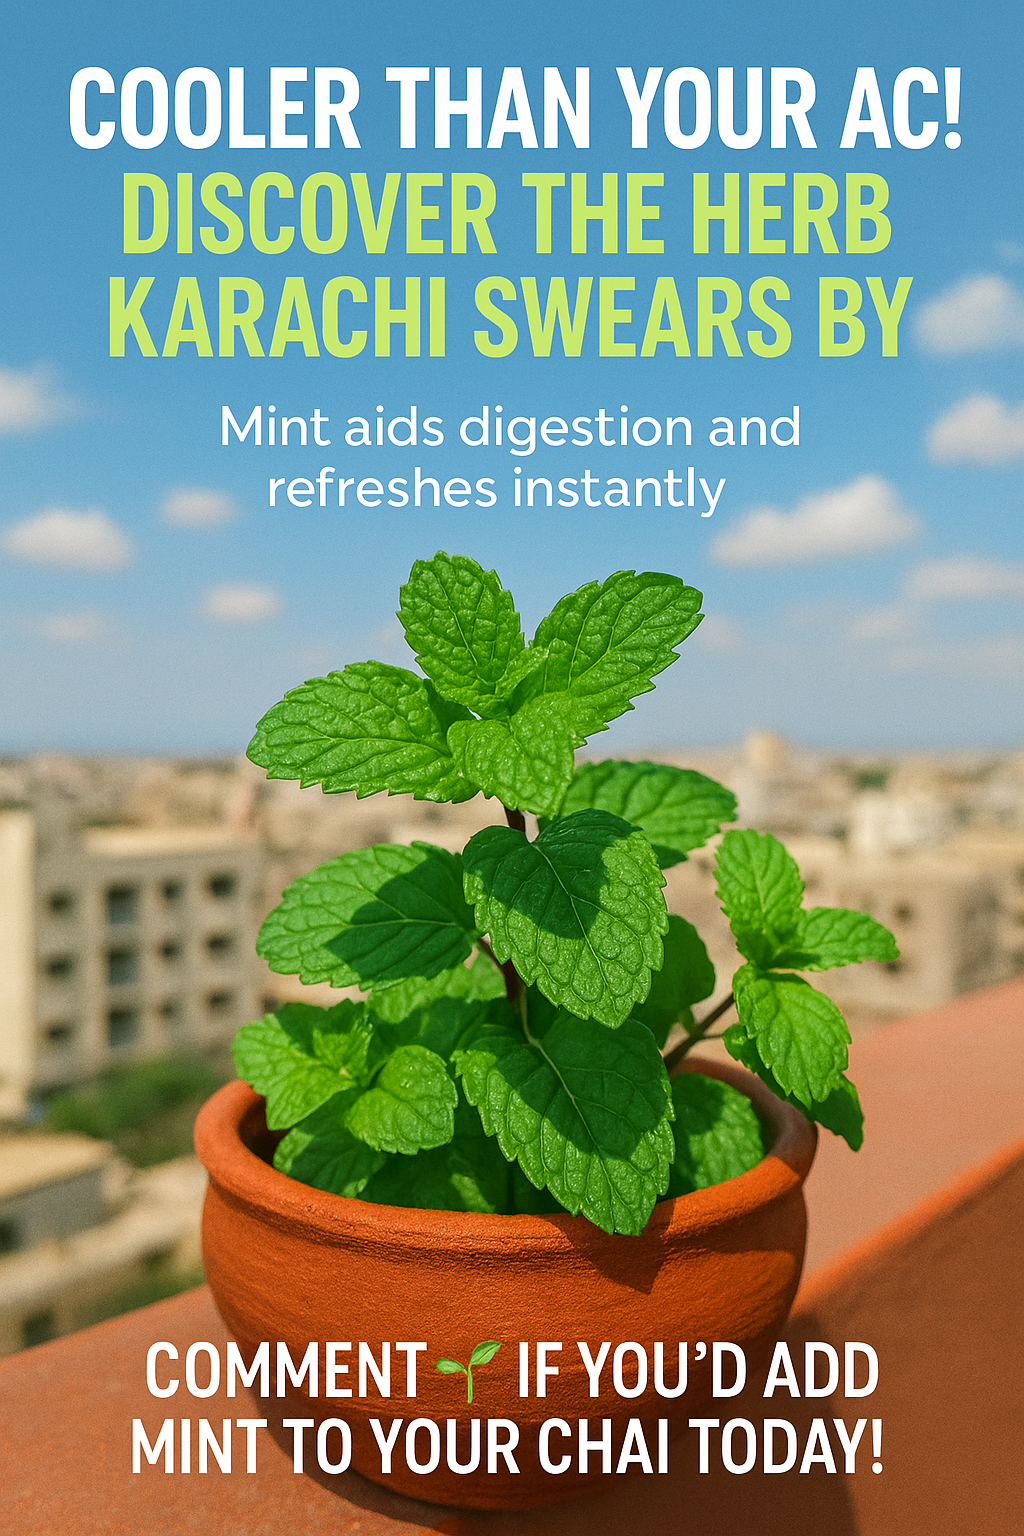 COOLER THAN YOUR AC!
DISCOVER THE HERB
KARACHI SWEARS BY
Mint aids digestion and
refreshes instantly
COMMENT 🌱 IF YOU'D ADD
MINT TO YOUR CHAI TODAY!